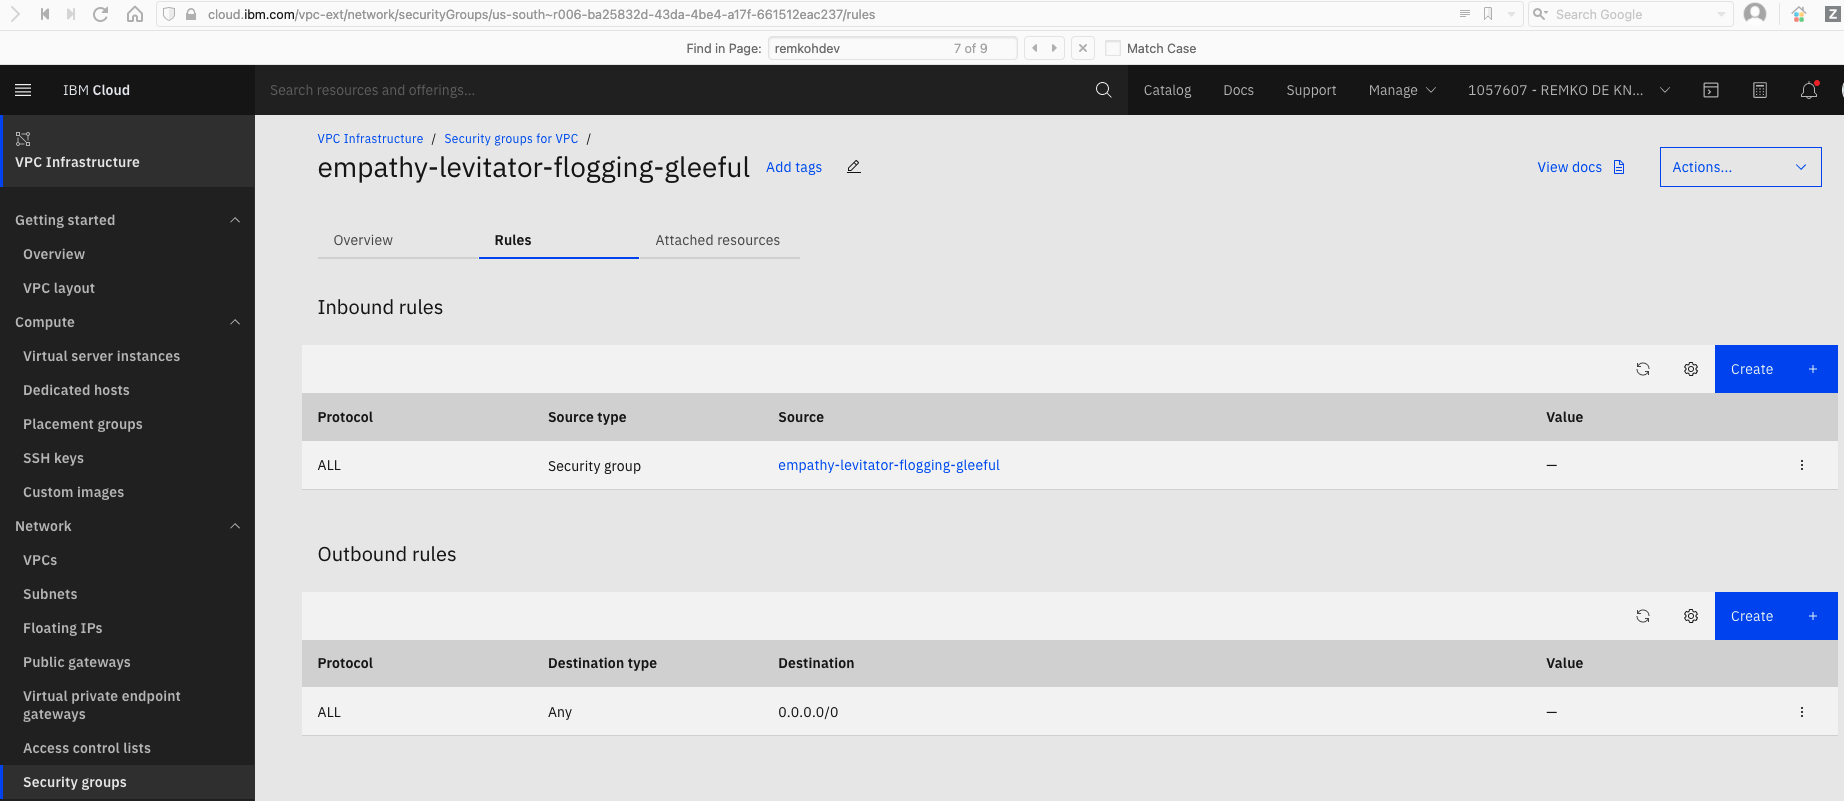 cloud.ibm.com/vpc-ext/network/securityGroups/us-south~r006-ba25832d-43da-4be4-a17f-661512eac237/rules
Search Google
Z
Find in Page: remkohdev 7 of 9 Match Case
IBM Cloud
Search resources and offerings...
Catalog Docs Support Manage 1057607 - REMKO DE KN...
VPC Infrastructure
Getting started
Overview
VPC layout
Compute
Virtual server instances
Dedicated hosts
Placement groups
SSH keys
Custom images
Network
VPCs
Subnets
Floating IPs
Public gateways
Virtual private endpoint
gateways
Access control lists
Security groups
VPC Infrastructure / Security groups for VPC /
empathy-levitator-flogging-gleeful Add tags
View docs Actions...
Overview Rules Attached resources
Inbound rules
Create +
Protocol Source type Source Value
ALL Security group empathy-levitator-flogging-gleeful –
Outbound rules
Create +
Protocol Destination type Destination Value
ALL Any 0.0.0.0/0 –